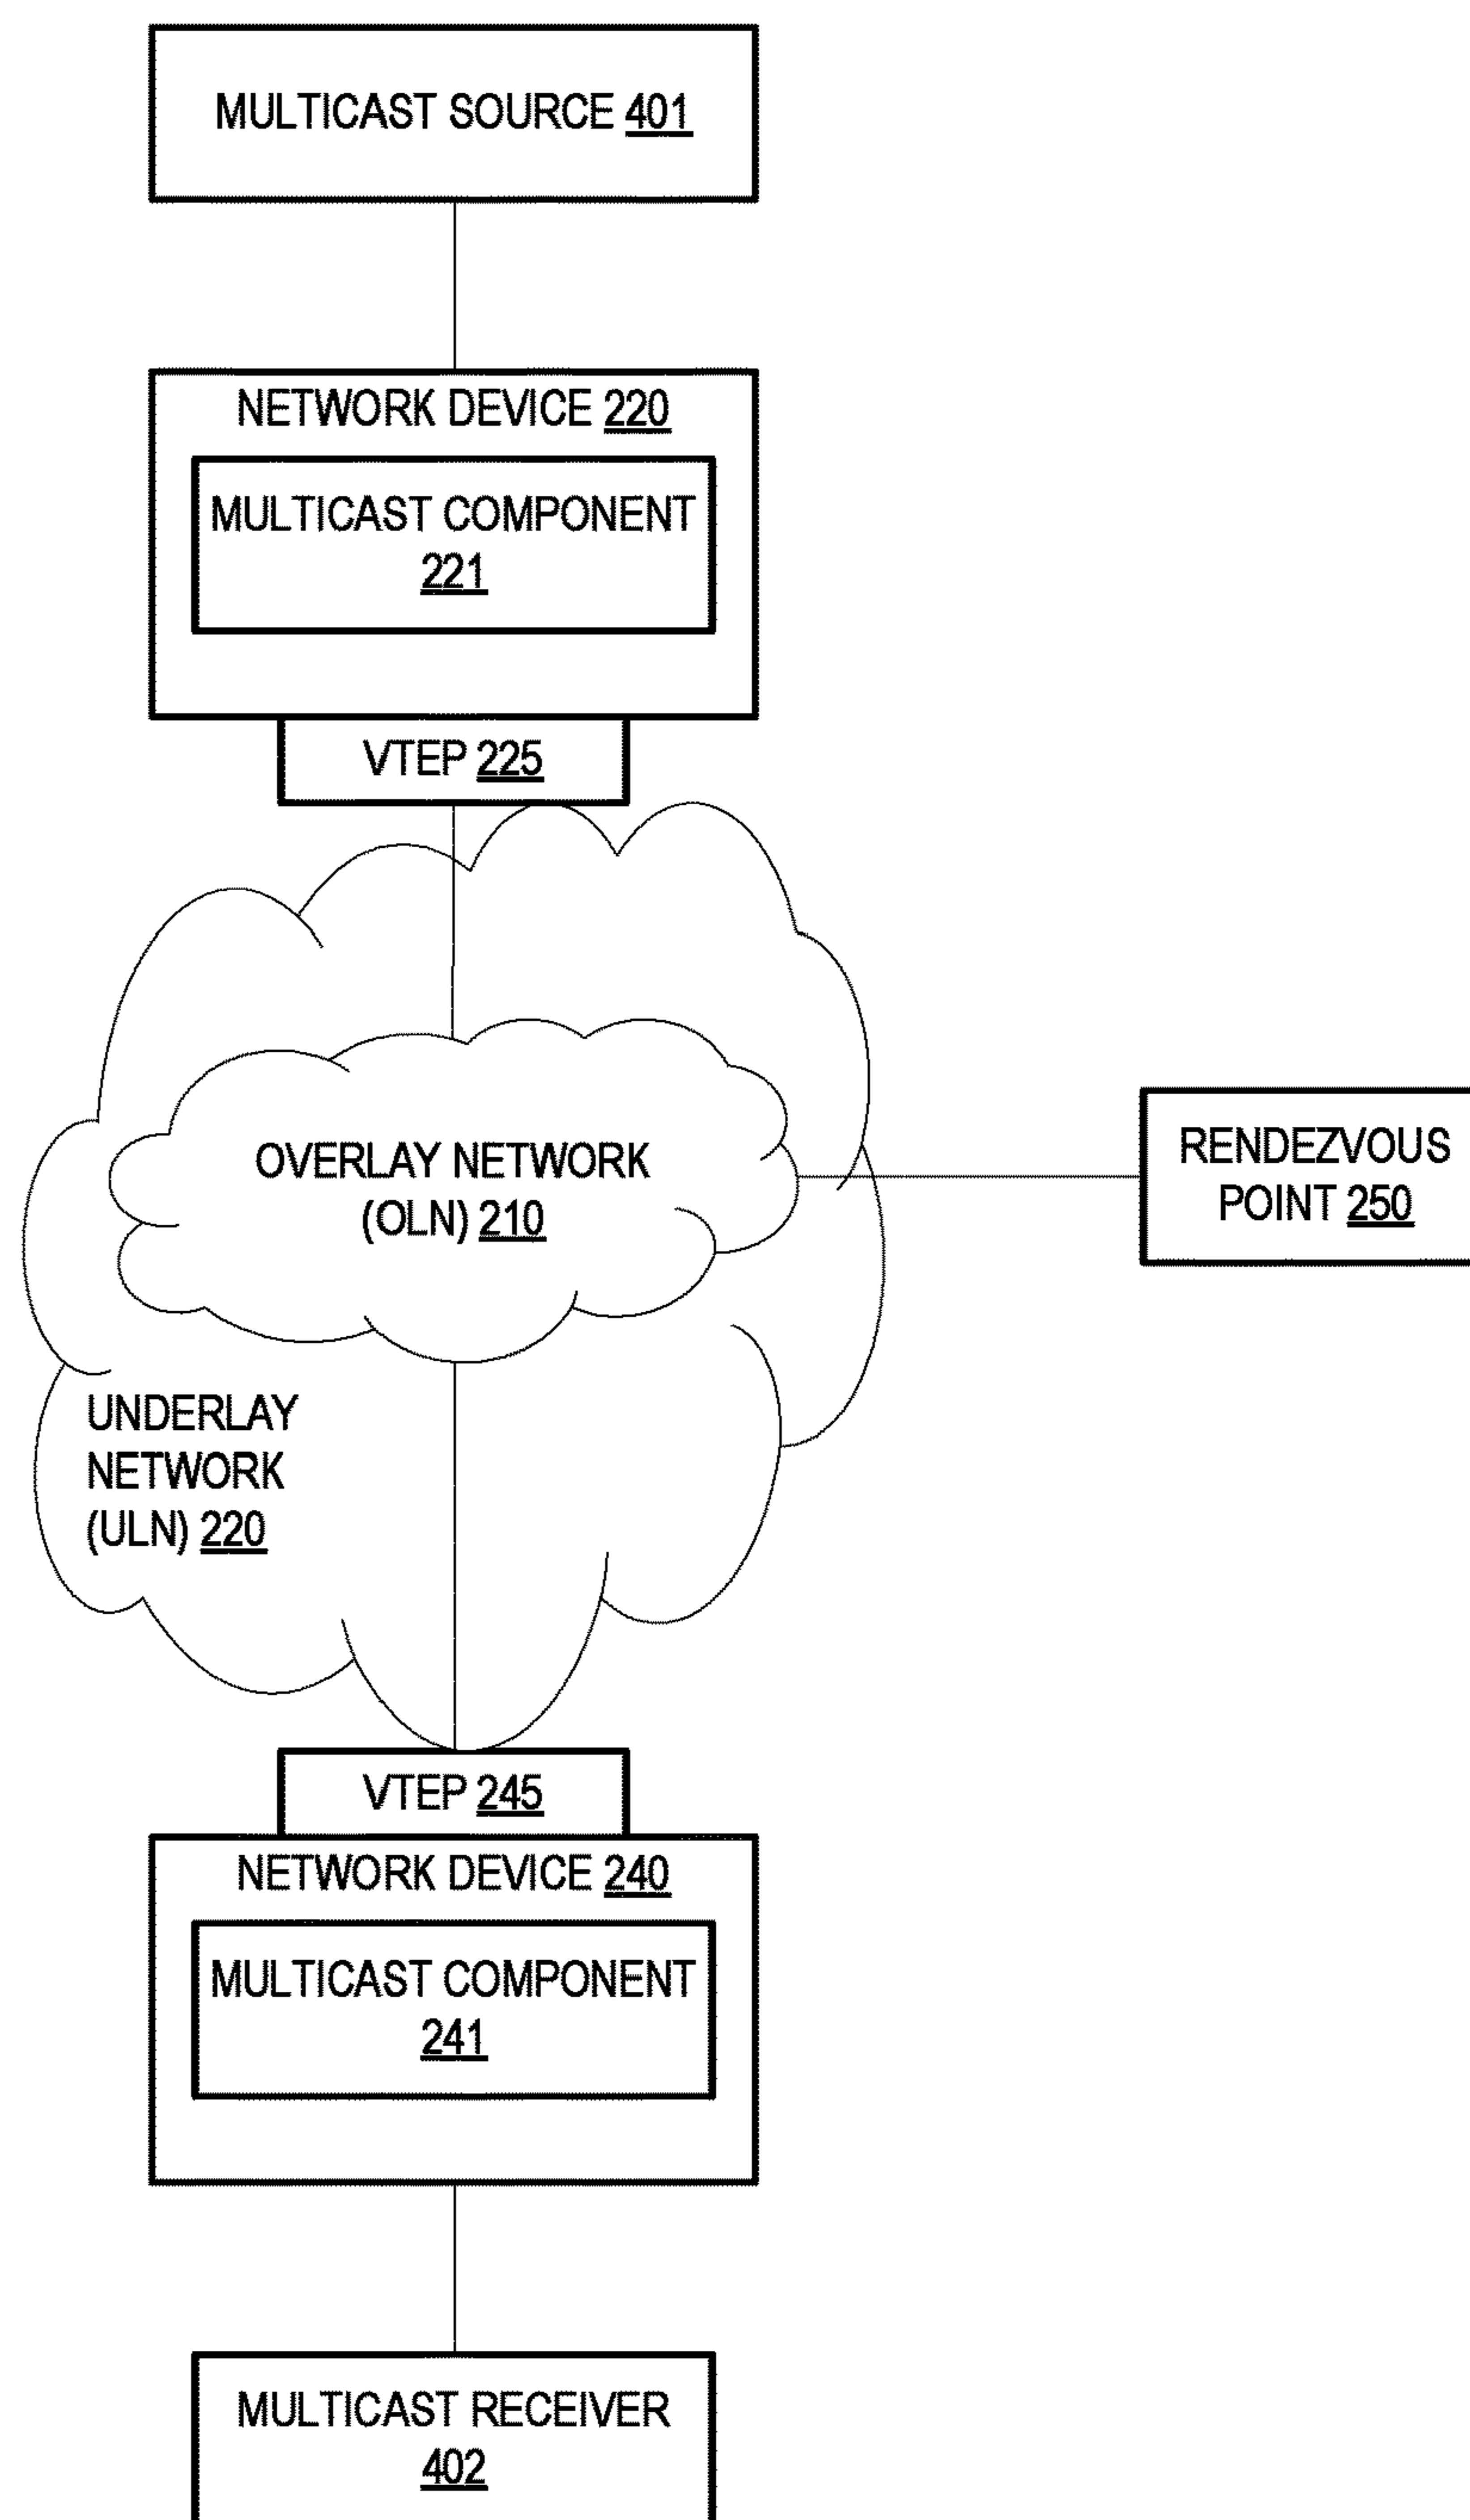 MULTICAST SOURCE 401
NETWORK DEVICE 220
MULTICAST COMPONENT
221
VTEP 225
OVERLAY NETWORK
(OLN) 210
RENDEZVOUS
POINT 250
UNDERLAY
NETWORK
(ULN) 220
VTEP 245
NETWORK DEVICE 240
MULTICAST COMPONENT
241
MULTICAST RECEIVER
402